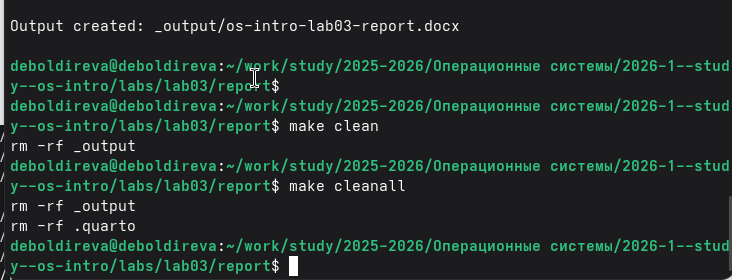 Output created: _output/os-intro-lab03-report.docx
deboldireva@deboldireva:~/work/study/2025-2026/Операционные системы/2026-1--stud
y--os-intro/labs/lab03/report$
deboldireva@deboldireva:~/work/study/2025-2026/Операционные системы/2026-1--stud
y--os-intro/labs/lab03/report$ make clean
rm -rf _output
deboldireva@deboldireva:~/work/study/2025-2026/Операционные системы/2026-1--stud
y--os-intro/labs/lab03/report$ make cleanall
rm -rf _output
rm -rf .quarto
deboldireva@deboldireva:~/work/study/2025-2026/Операционные системы/2026-1--stud
y--os-intro/labs/lab03/report$